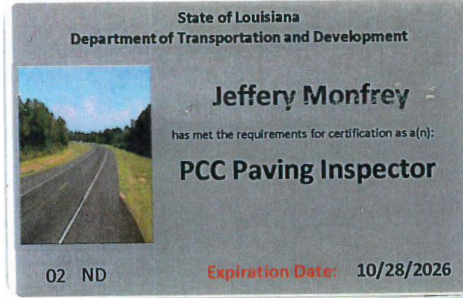 State of Louisiana
Department of Transportation and Development
Jeffery Monfrey
has met the requirements for certification as a(n):
PCC Paving Inspector
02 ND
Expiration Date: 10/28/2026